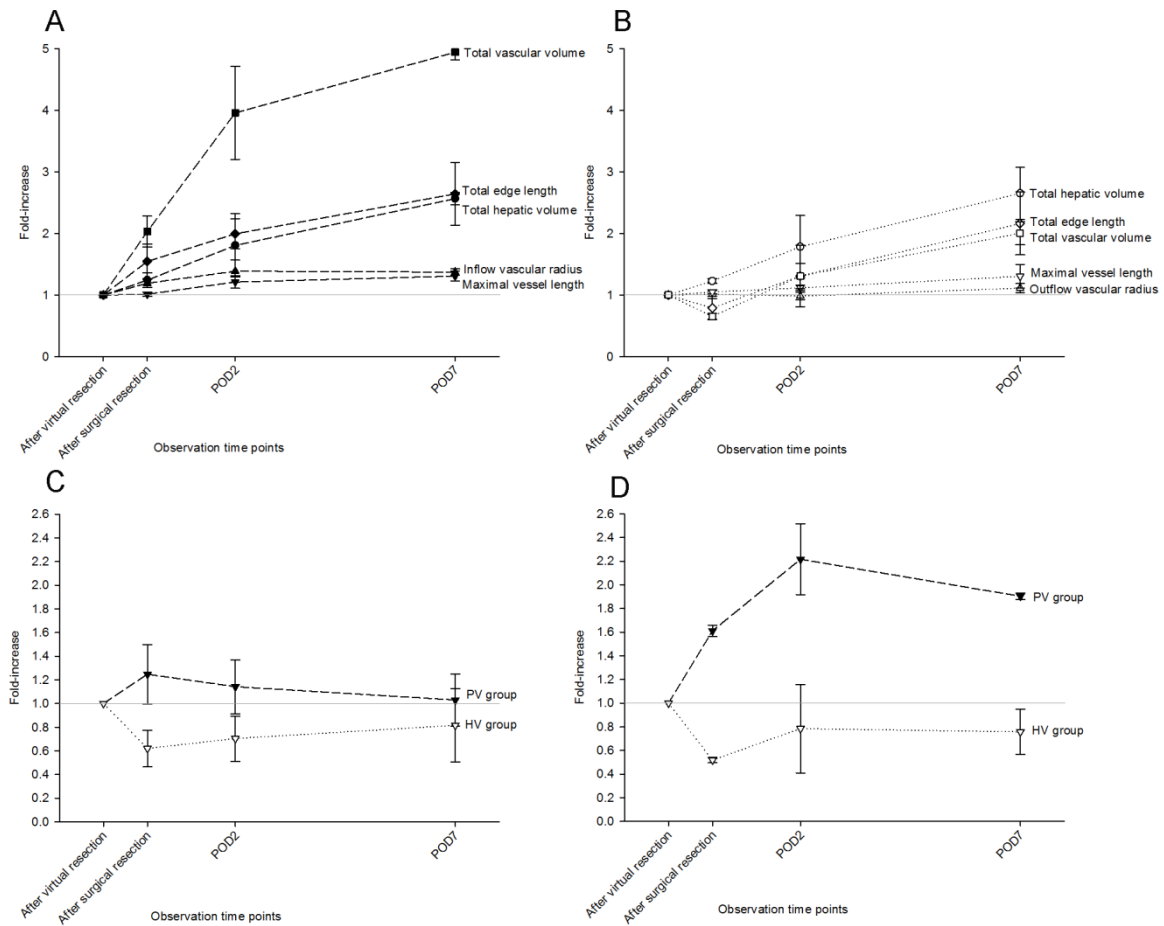 A
5
4
3
2
1
0
Fold-increase
Total vascular volume
Total edge length
Total hepatic volume
Inflow vascular radius
Maximal vessel length
After virtual resection
After surgical resection
POD2
POD7
Observation time points
B
5
4
3
2
1
0
Fold-increase
Total hepatic volume
Total edge length
Total vascular volume
Maximal vessel length
Outflow vascular radius
After virtual resection
After surgical resection
POD2
POD7
Observation time points
C
2.6
2.4
2.2
2.0
1.8
1.6
1.4
1.2
1.0
0.8
0.6
0.4
0.2
0.0
Fold-increase
PV group
HV group
After virtual resection
After surgical resection
POD2
POD7
Observation time points
D
2.6
2.4
2.2
2.0
1.8
1.6
1.4
1.2
1.0
0.8
0.6
0.4
0.2
0.0
Fold-increase
PV group
HV group
After virtual resection
After surgical resection
POD2
POD7
Observation time points